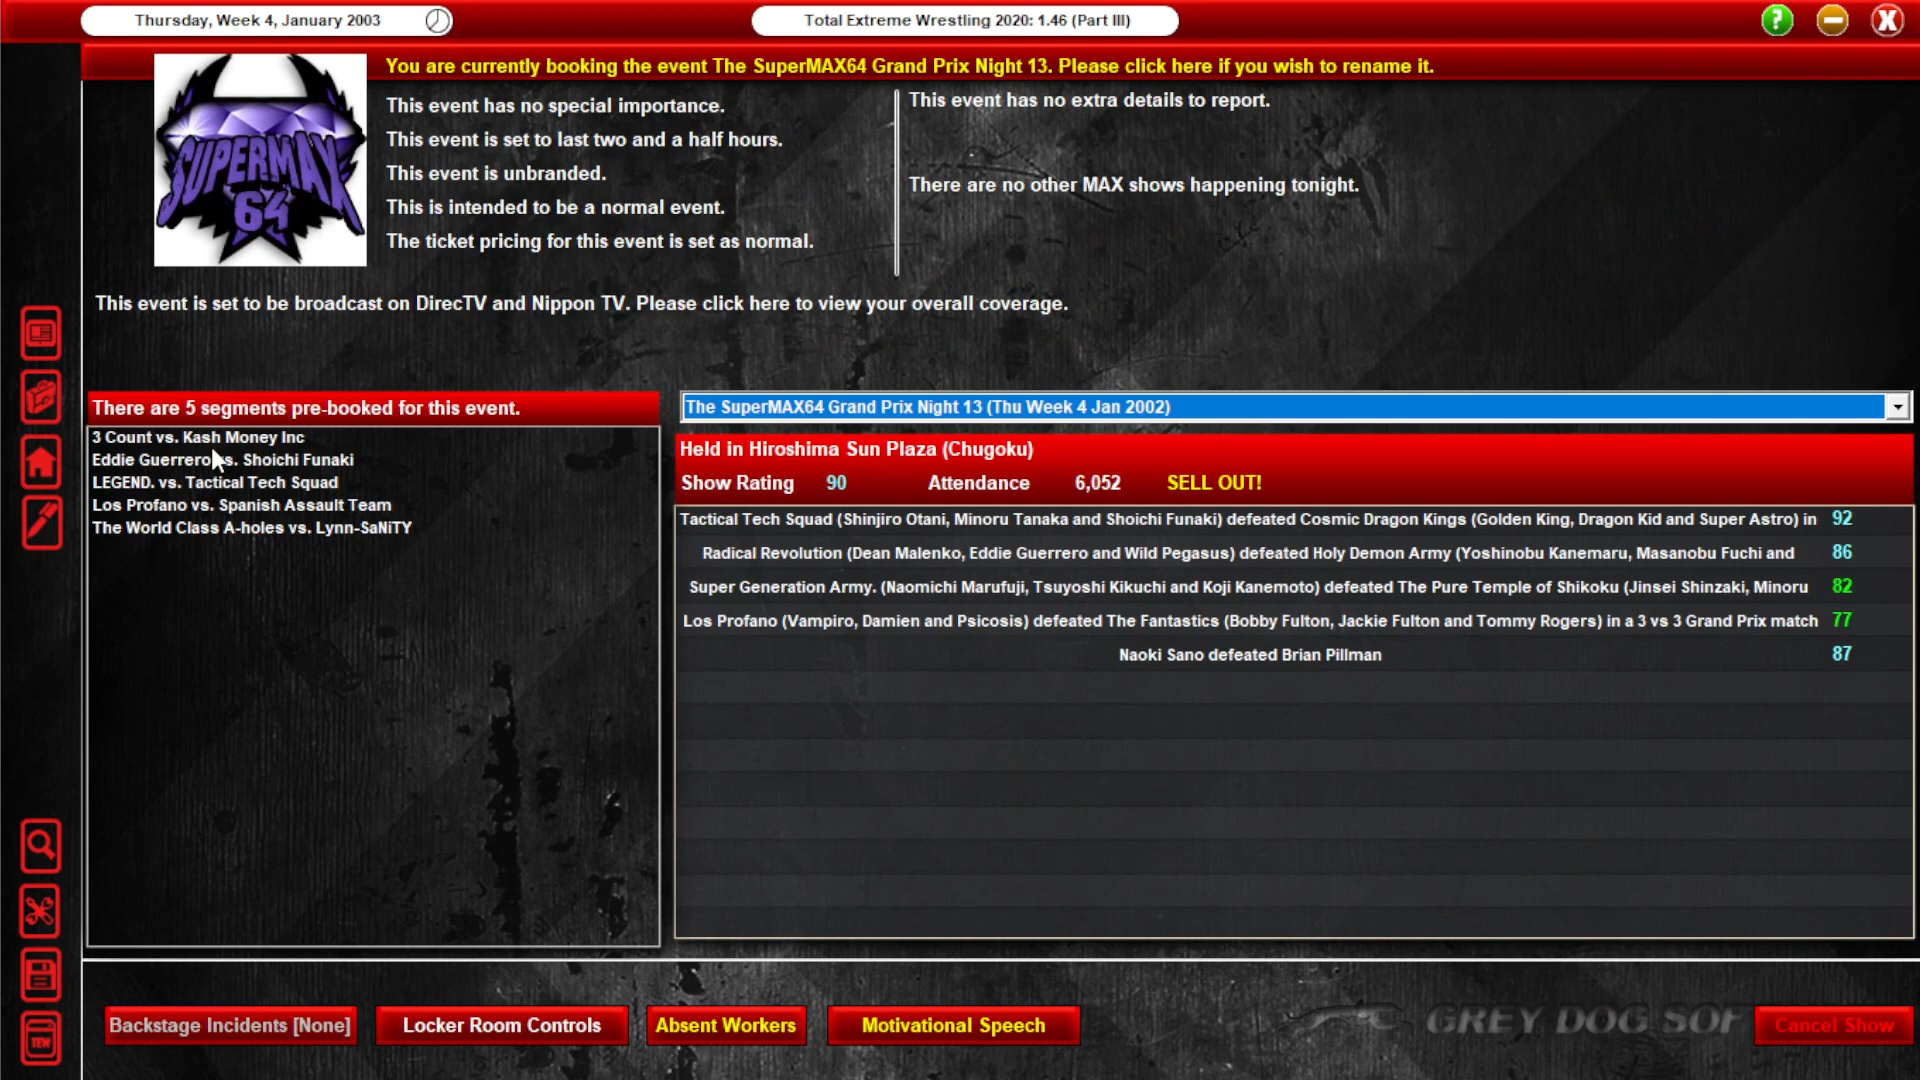 Thursday, Week 4, January 2003
Total Extreme Wrestling 2020: 1.46 (Part III)
You are currently booking the event The SuperMAX64 Grand Prix Night 13. Please click here if you wish to rename it.
SUPERMAX
64
This event has no special importance.
This event is set to last two and a half hours.
This event is unbranded.
This is intended to be a normal event.
The ticket pricing for this event is set as normal.
This event has no extra details to report.
There are no other MAX shows happening tonight.
This event is set to be broadcast on DirecTV and Nippon TV. Please click here to view your overall coverage.
There are 5 segments pre-booked for this event.
3 Count vs. Kash Money Inc
Eddie Guerrero vs. Shoichi Funaki
LEGEND. vs. Tactical Tech Squad
Los Profano vs. Spanish Assault Team
The World Class A-holes vs. Lynn-SaNiTY
The SuperMAX64 Grand Prix Night 13 (Thu Week 4 Jan 2002)
Held in Hiroshima Sun Plaza (Chugoku)
Show Rating 90 Attendance 6,052 SELL OUT!
Tactical Tech Squad (Shinjiro Otani, Minoru Tanaka and Shoichi Funaki) defeated Cosmic Dragon Kings (Golden King, Dragon Kid and Super Astro) in 92
Radical Revolution (Dean Malenko, Eddie Guerrero and Wild Pegasus) defeated Holy Demon Army (Yoshinobu Kanemaru, Masanobu Fuchi and 86
Super Generation Army. (Naomichi Marufuji, Tsuyoshi Kikuchi and Koji Kanemoto) defeated The Pure Temple of Shikoku (Jinsei Shinzaki, Minoru 82
Los Profano (Vampiro, Damien and Psicosis) defeated The Fantastics (Bobby Fulton, Jackie Fulton and Tommy Rogers) in a 3 vs 3 Grand Prix match 77
Naoki Sano defeated Brian Pillman 87
TEW
Backstage Incidents [None]
Locker Room Controls
Absent Workers
Motivational Speech
GREY DOG SOF
Cancel Show